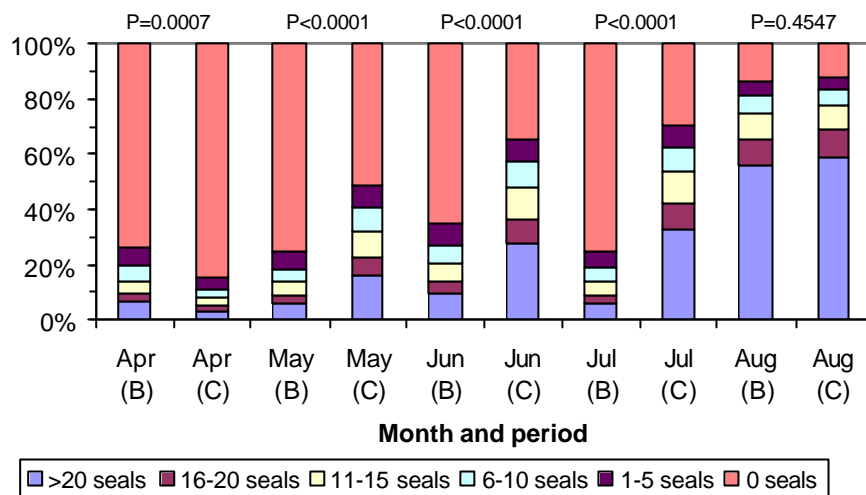 P=0.0007 P<0.0001 P<0.0001 P<0.0001 P=0.4547
100%
80%
60%
40%
20%
0%
Apr Apr May May Jun Jun Jul Jul Aug Aug
(B) (C) (B) (C) (B) (C) (B) (C) (B) (C)
Month and period
>20 seals 16-20 seals 11-15 seals 6-10 seals 1-5 seals 0 seals